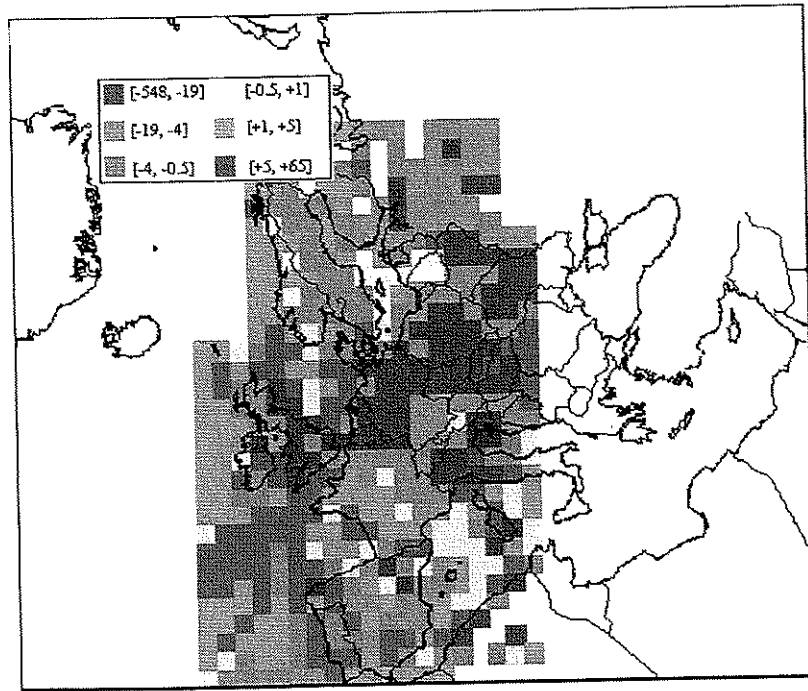 [-548, -19] [-0.5, +1]
[-19, -4] [+1, +5]
[-4, -0.5] [+5, +65]